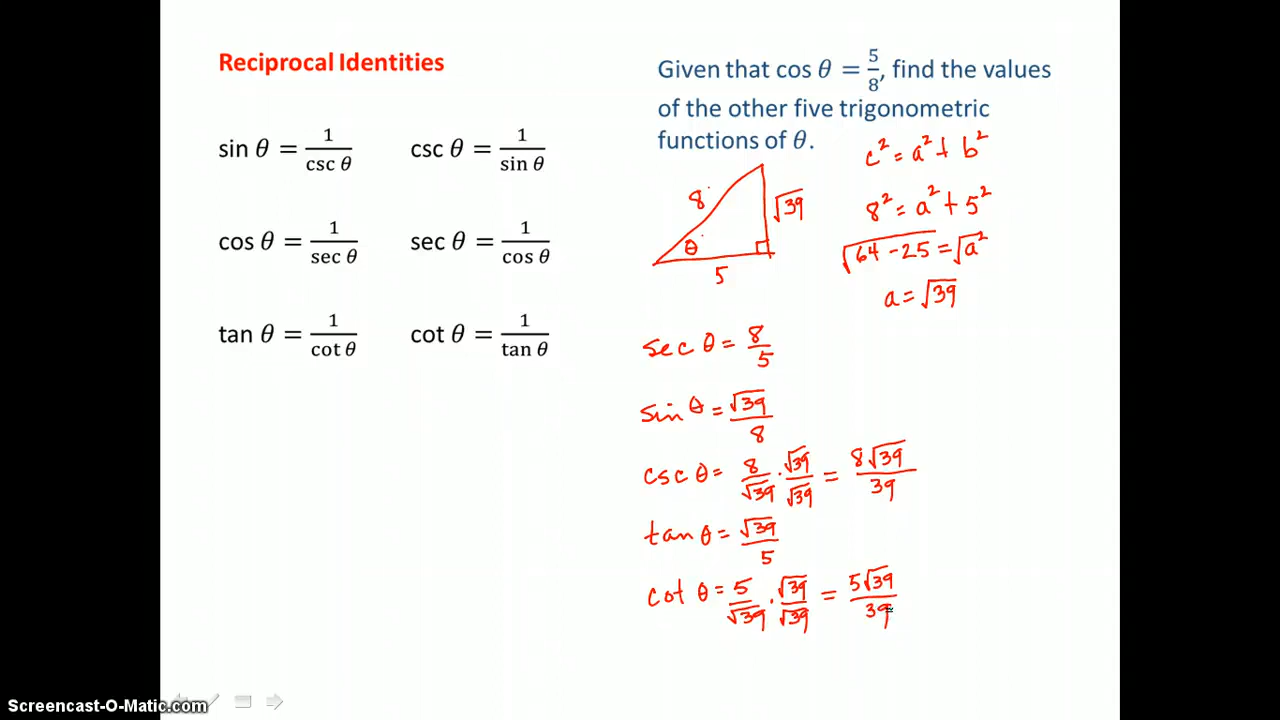 Reciprocal Identities
sin θ = 1/csc θ csc θ = 1/sin θ
cos θ = 1/sec θ sec θ = 1/cos θ
tan θ = 1/cot θ cot θ = 1/tan θ
Given that cos θ = 5/8, find the values
of the other five trigonometric
functions of θ.
c² = a² + b²
8² = a² + 5²
√64 - 25 = √a²
a = √39
8
√39
θ
5
sec θ = 8/5
sin θ = √39/8
csc θ = 8/√39 · √39/√39 = 8√39/39
tan θ = √39/5
cot θ = 5/√39 · √39/√39 = 5√39/39
Screencast-O-Matic.com